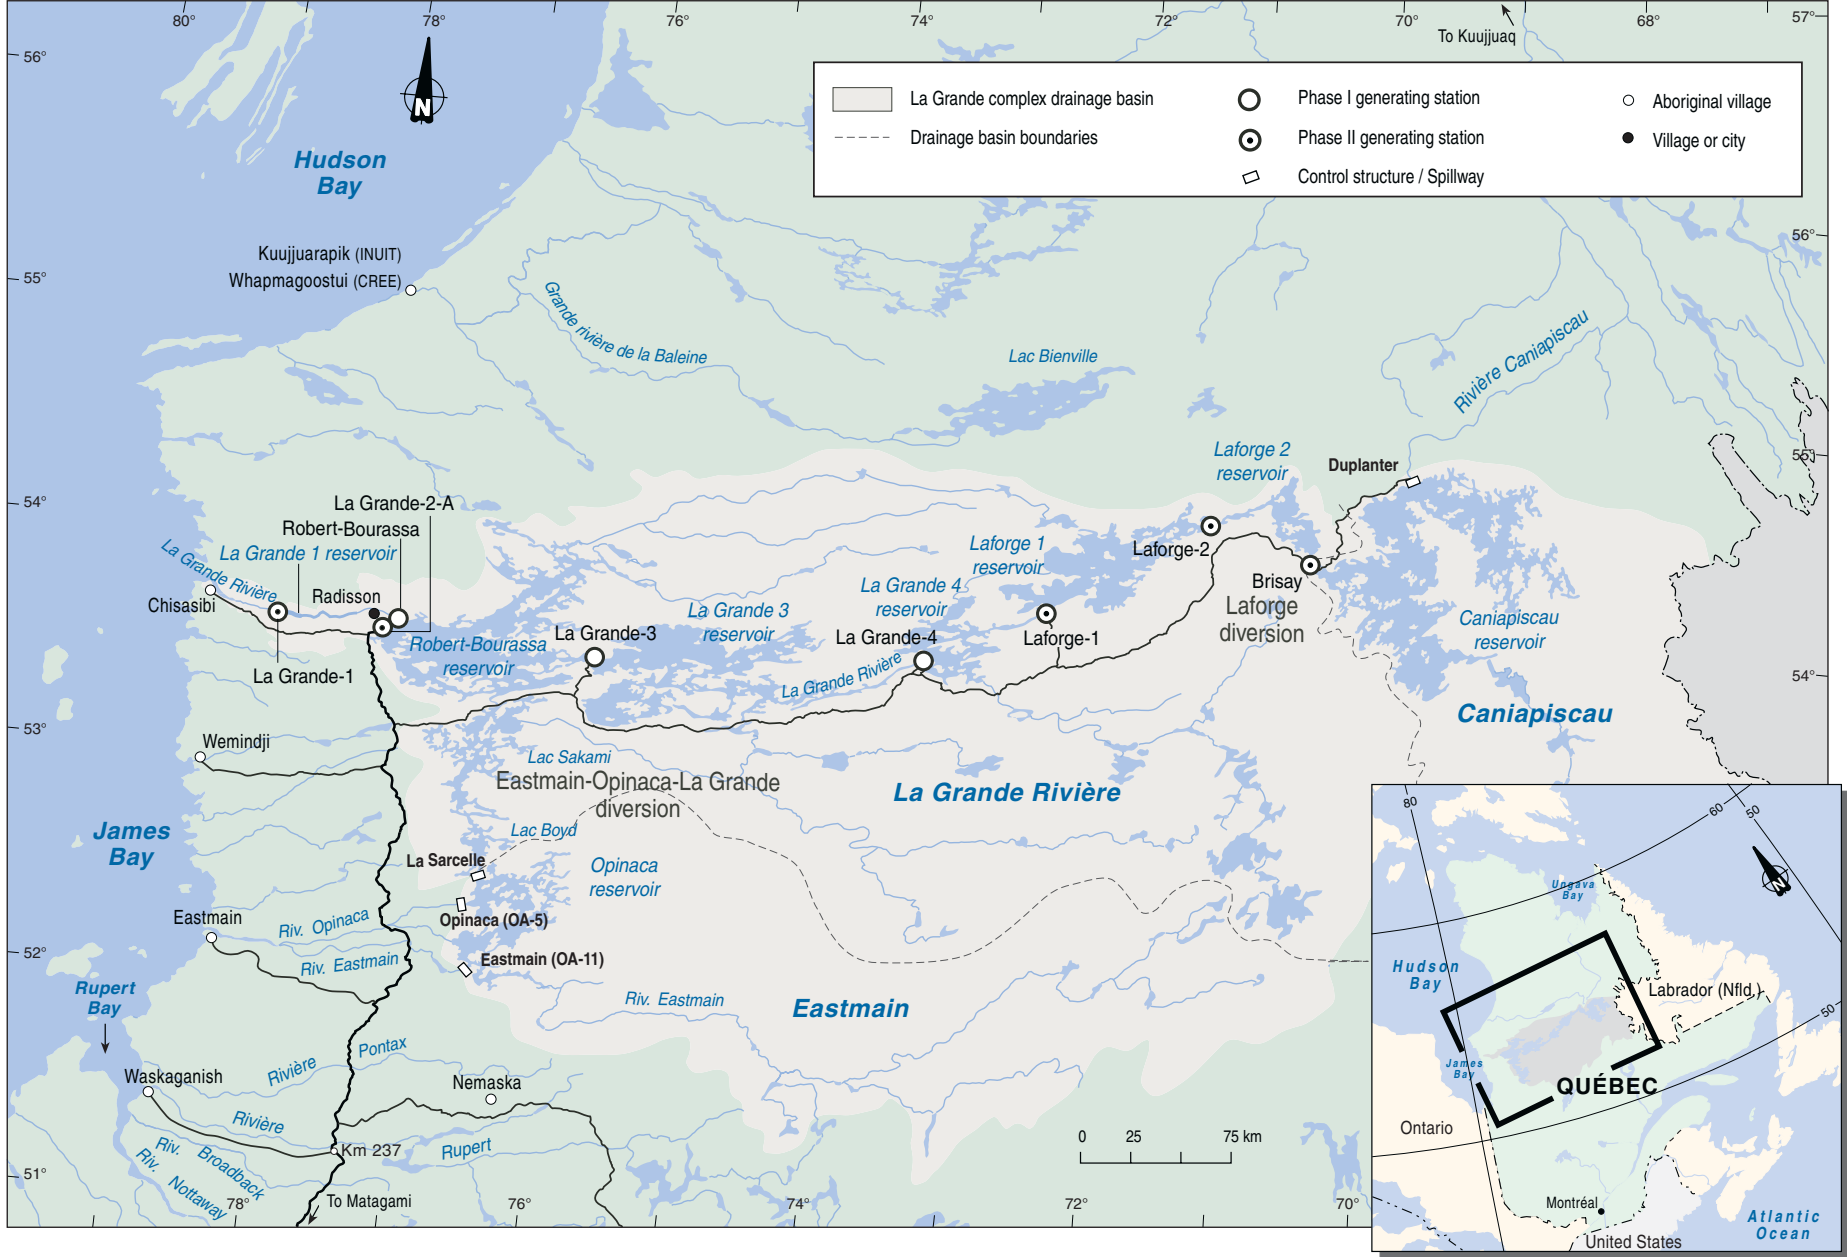 80°
78°
76°
74°
72°
70°
68°
57°
56°
To Kuujjuaq
La Grande complex drainage basin
Drainage basin boundaries
Phase I generating station
Phase II generating station
Control structure / Spillway
Aboriginal village
Village or city
N
Hudson
Bay
56°
Kuujjuarapik (INUIT)
Whapmagoostui (CREE)
55°
Grande rivière de la Baleine
Lac Bienville
Rivière Caniapiscau
Laforge 2
reservoir
Duplanter
55°
54°
La Grande-2-A
Robert-Bourassa
La Grande 1 reservoir
La Grande Rivière
Chisasibi
Radisson
La Grande-1
Robert-Bourassa
reservoir
La Grande-3
La Grande 3
reservoir
La Grande 4
reservoir
La Grande-4
La Grande Rivière
Laforge 1
reservoir
Laforge-1
Laforge-2
Brisay
Laforge
diversion
Caniapiscau
reservoir
54°
Caniapiscau
53°
Wemindji
Lac Sakami
Eastmain-Opinaca-La Grande
diversion
La Grande Rivière
James
Bay
Lac Boyd
La Sarcelle
Opinaca
reservoir
Opinaca (OA-5)
Eastmain
Riv. Opinaca
52°
Riv. Eastmain
Eastmain (OA-11)
Riv. Eastmain
Eastmain
Rupert
Bay
Rivière
Pontax
Waskaganish
Nemaska
Rivière
Rupert
Riv. Broadback
Riv. Nottaway
Km 237
To Matagami
51°
0
25
75 km
78°
76°
74°
72°
70°
80
60
50
N
Ungava
Bay
Hudson
Bay
Labrador (Nfld.)
50
James
Bay
QUÉBEC
Ontario
Montréal
United States
Atlantic
Ocean